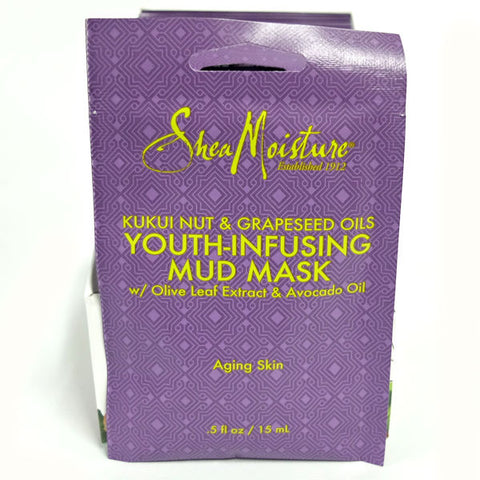 SheaMoisture®
Established 1912
KUKUI NUT & GRAPESEED OILS
YOUTH-INFUSING
MUD MASK
w/ Olive Leaf Extract & Avocado Oil
Aging Skin
.5 fl oz / 15 mL